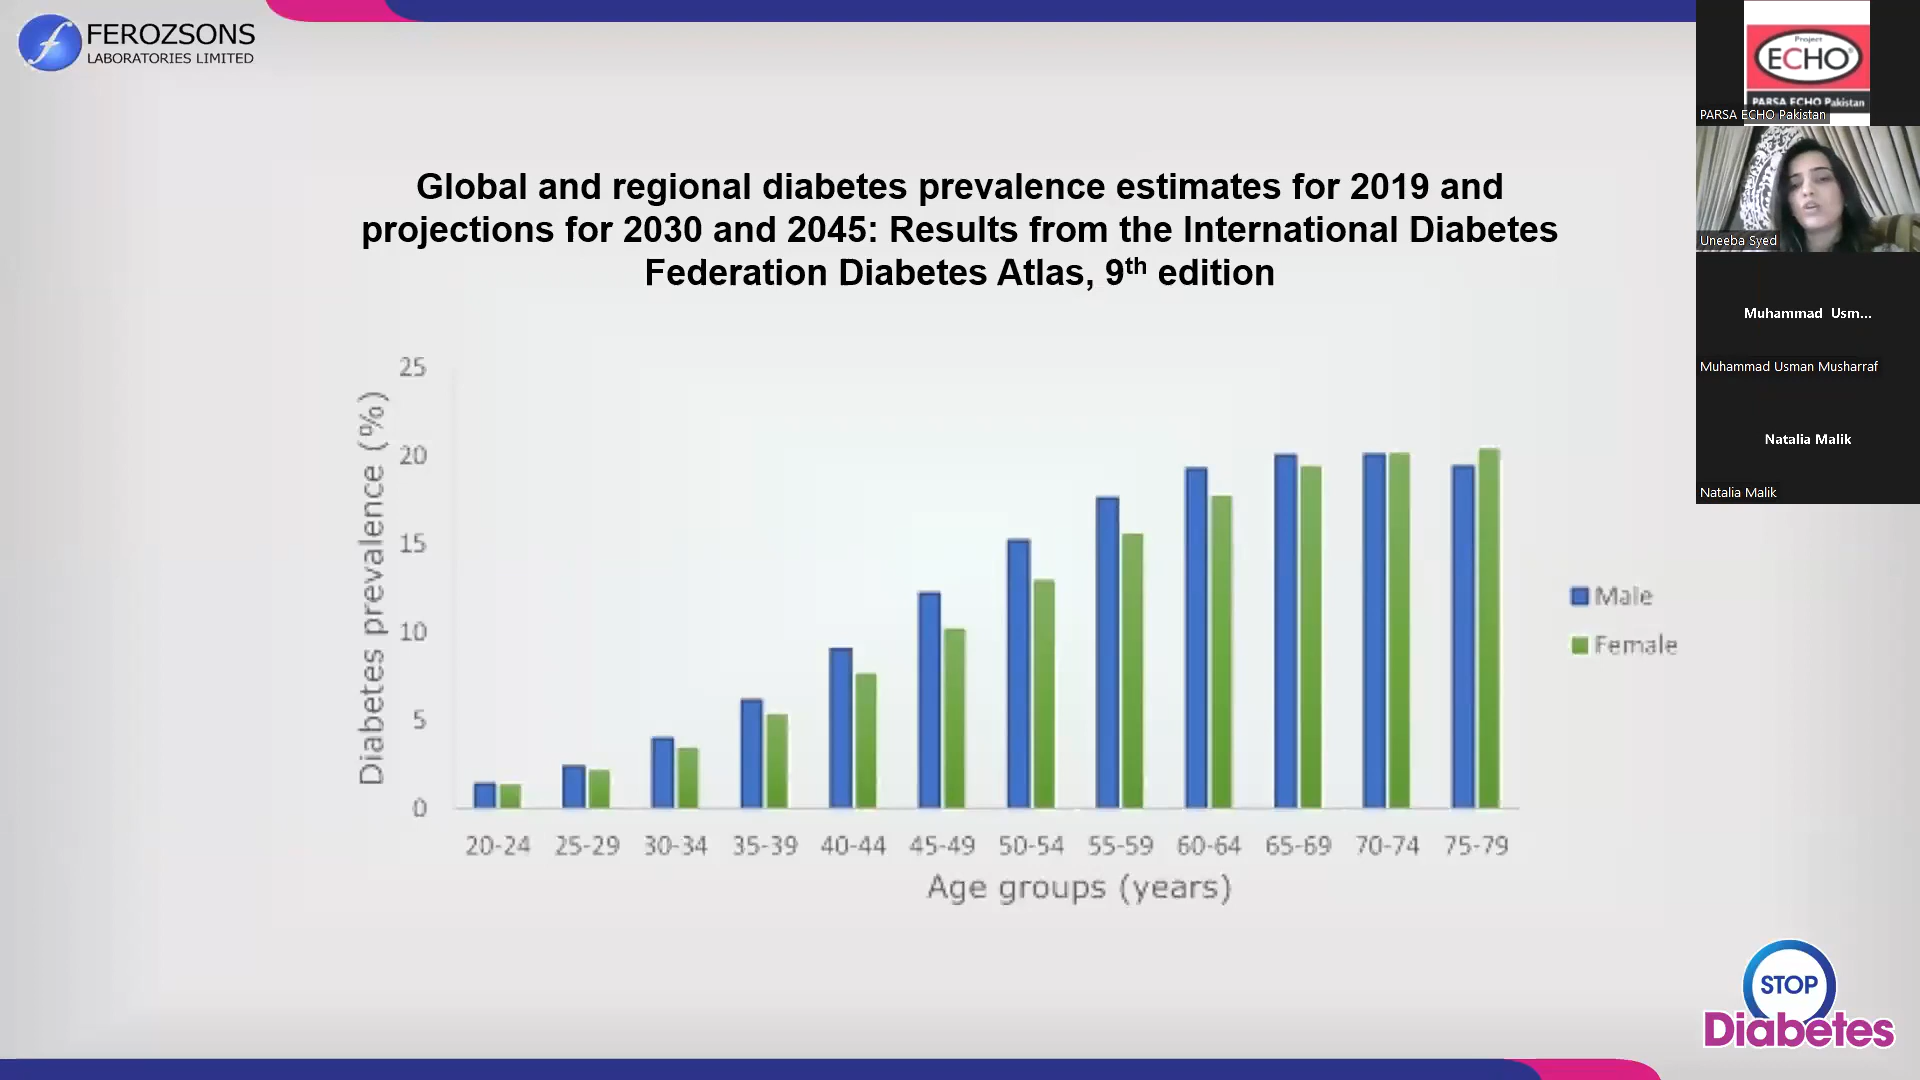 FEROZSONS
LABORATORIES LIMITED
Global and regional diabetes prevalence estimates for 2019 and
projections for 2030 and 2045: Results from the International Diabetes
Federation Diabetes Atlas, 9th edition
Diabetes prevalence (%)
25
20
15
10
5
0
20-24 25-29 30-34 35-39 40-44 45-49 50-54 55-59 60-64 65-69 70-74 75-79
Age groups (years)
Male
Female
Project
ECHO®
PARSA ECHO Pakistan
PARSA ECHO Pakistan
Uneeba Syed
Muhammad Usm...
Muhammad Usman Musharraf
Natalia Malik
Natalia Malik
STOP
Diabetes